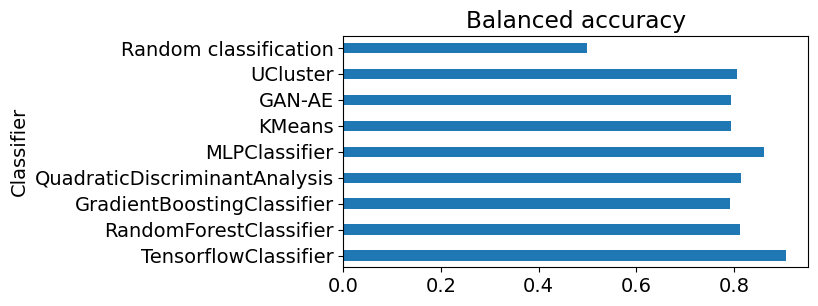 Balanced accuracy
Classifier
Random classification
UCluster
GAN-AE
KMeans
MLPClassifier
QuadraticDiscriminantAnalysis
GradientBoostingClassifier
RandomForestClassifier
TensorflowClassifier
0.0 0.2 0.4 0.6 0.8